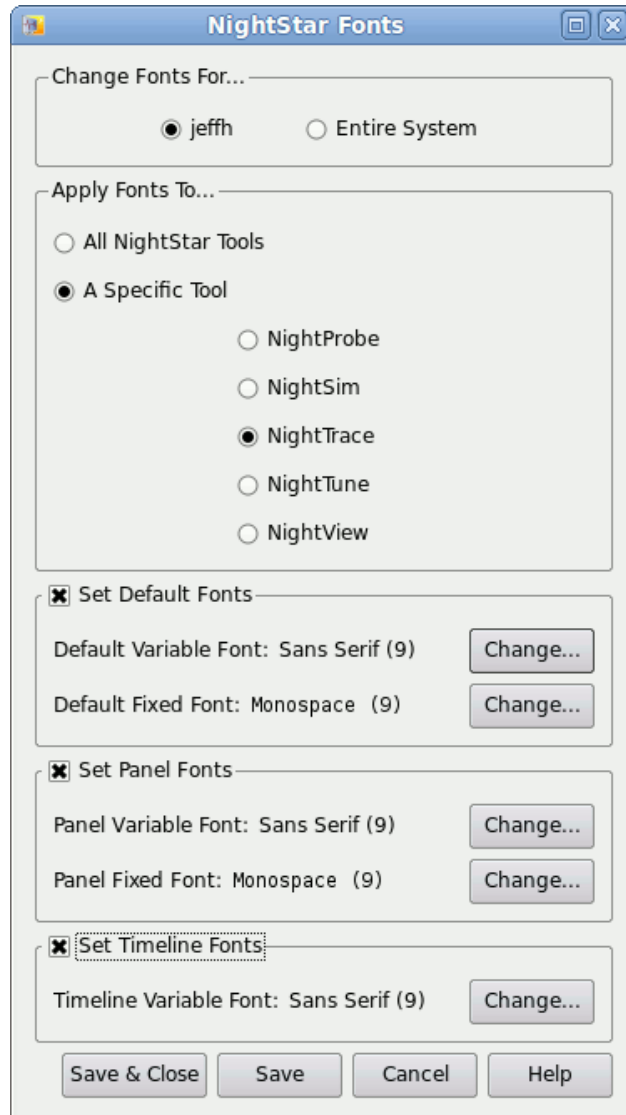 NightStar Fonts
Change Fonts For...
jeffh Entire System
Apply Fonts To...
All NightStar Tools
A Specific Tool
NightProbe
NightSim
NightTrace
NightTune
NightView
Set Default Fonts
Default Variable Font: Sans Serif (9) Change...
Default Fixed Font: Monospace (9) Change...
Set Panel Fonts
Panel Variable Font: Sans Serif (9) Change...
Panel Fixed Font: Monospace (9) Change...
Set Timeline Fonts
Timeline Variable Font: Sans Serif (9) Change...
Save & Close Save Cancel Help